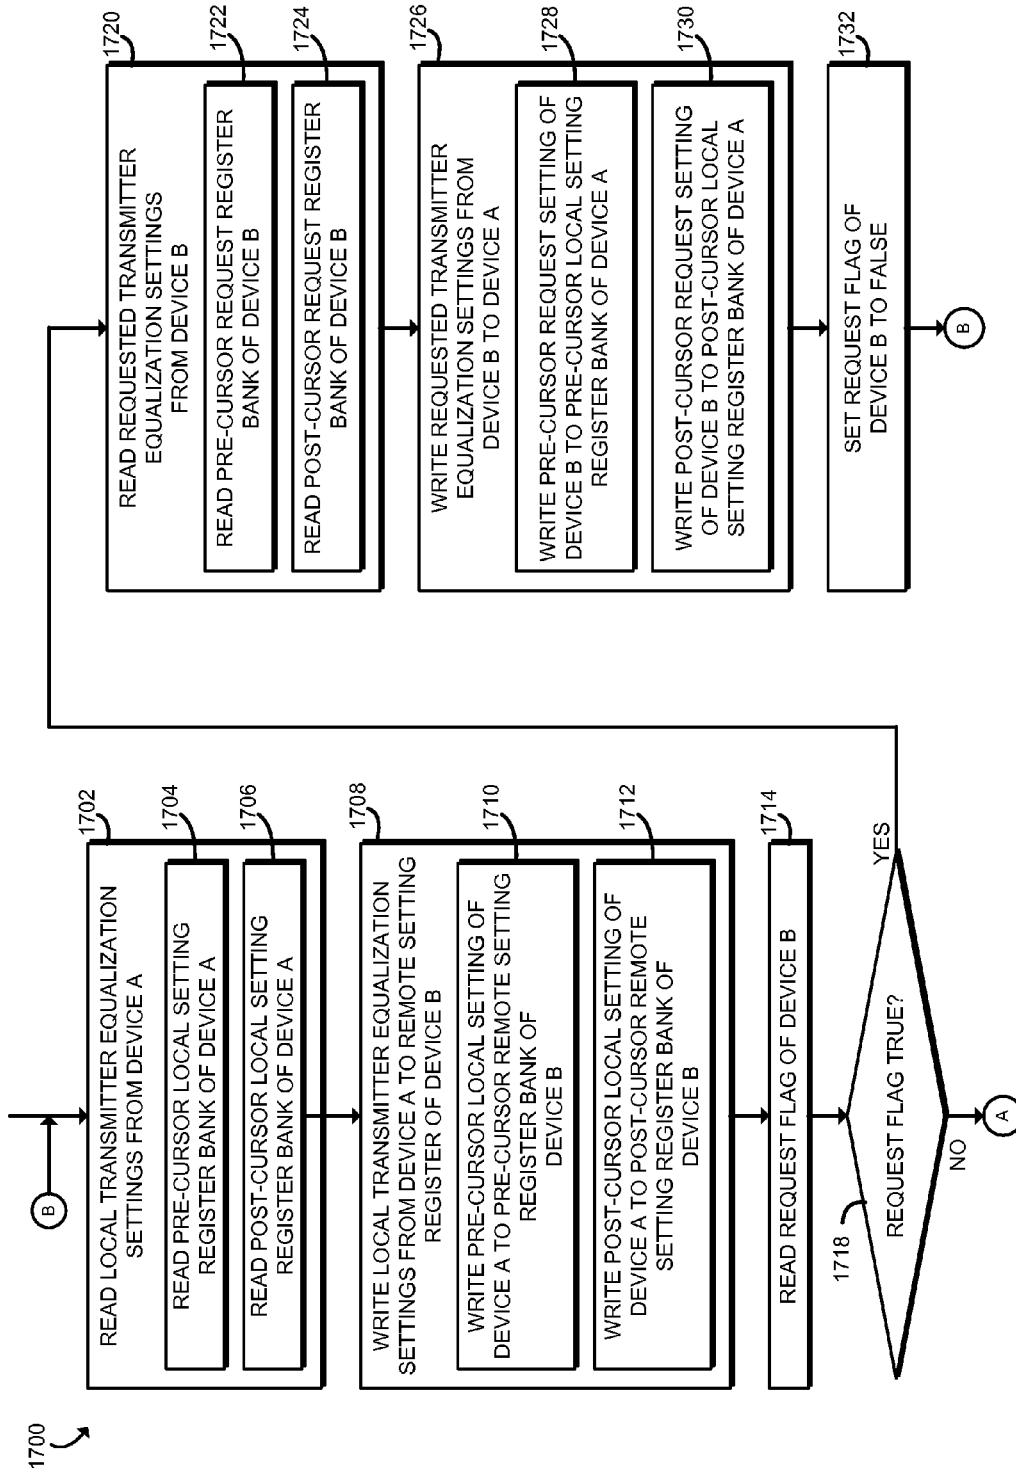 1700
B
READ LOCAL TRANSMITTER EQUALIZATION
SETTINGS FROM DEVICE A
1702
READ PRE-CURSOR LOCAL SETTING
REGISTER BANK OF DEVICE A
1704
READ POST-CURSOR LOCAL SETTING
REGISTER BANK OF DEVICE A
1706
WRITE LOCAL TRANSMITTER EQUALIZATION
SETTINGS FROM DEVICE A TO REMOTE SETTING
REGISTER OF DEVICE B
1708
WRITE PRE-CURSOR LOCAL SETTING OF
DEVICE A TO PRE-CURSOR REMOTE SETTING
REGISTER BANK OF
DEVICE B
1710
WRITE POST-CURSOR LOCAL SETTING OF
DEVICE A TO POST-CURSOR REMOTE
SETTING REGISTER BANK OF
DEVICE B
1712
READ REQUEST FLAG OF DEVICE B
1714
1718
REQUEST FLAG TRUE?
YES
NO
A
READ REQUESTED TRANSMITTER
EQUALIZATION SETTINGS
FROM DEVICE B
1720
READ PRE-CURSOR REQUEST REGISTER
BANK OF DEVICE B
1722
READ POST-CURSOR REQUEST REGISTER
BANK OF DEVICE B
1724
WRITE REQUESTED TRANSMITTER
EQUALIZATION SETTINGS FROM
DEVICE B TO DEVICE A
1726
WRITE PRE-CURSOR REQUEST SETTING OF
DEVICE B TO PRE-CURSOR LOCAL SETTING
REGISTER BANK OF DEVICE A
1728
WRITE POST-CURSOR REQUEST SETTING
OF DEVICE B TO POST-CURSOR LOCAL
SETTING REGISTER BANK OF DEVICE A
1730
SET REQUEST FLAG OF
DEVICE B TO FALSE
1732
B